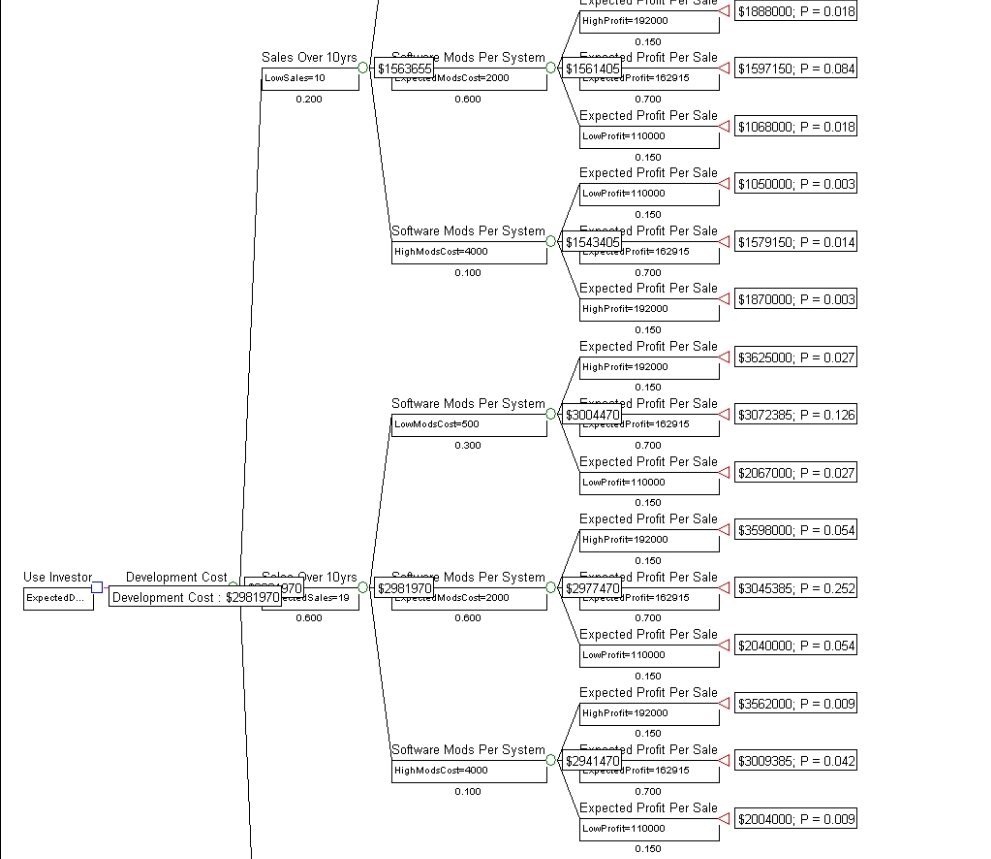 Expected Profit Per Sale
HighProfit=192000
$1888000; P = 0.018
0.150
Sales Over 10yrs
LowSales=10
0.200
$1563655
Software Mods Per System
ExpectedModsCost=2000
0.600
$1561405
Expected Profit Per Sale
ExpectedProfit=162915
$1597150; P = 0.084
0.700
Expected Profit Per Sale
LowProfit=110000
$1068000; P = 0.018
0.150
Expected Profit Per Sale
LowProfit=110000
$1050000; P = 0.003
0.150
Software Mods Per System
HighModsCost=4000
0.100
$1543405
Expected Profit Per Sale
ExpectedProfit=162915
$1579150; P = 0.014
0.700
Expected Profit Per Sale
HighProfit=192000
$1870000; P = 0.003
0.150
Expected Profit Per Sale
HighProfit=192000
$3625000; P = 0.027
0.150
Software Mods Per System
LowModsCost=500
0.300
$3004470
Expected Profit Per Sale
ExpectedProfit=162915
$3072385; P = 0.126
0.700
Expected Profit Per Sale
LowProfit=110000
$2067000; P = 0.027
0.150
Expected Profit Per Sale
HighProfit=192000
$3598000; P = 0.054
0.150
Use Investor
ExpectedD...
Development Cost
Development Cost : $2981970
Sales Over 10yrs
0.600
$2981970
Software Mods Per System
ExpectedModsCost=2000
0.600
$2977470
Expected Profit Per Sale
ExpectedProfit=162915
$3045385; P = 0.252
0.700
Expected Profit Per Sale
LowProfit=110000
$2040000; P = 0.054
0.150
Expected Profit Per Sale
HighProfit=192000
$3562000; P = 0.009
0.150
Software Mods Per System
HighModsCost=4000
0.100
$2941470
Expected Profit Per Sale
ExpectedProfit=162915
$3009385; P = 0.042
0.700
Expected Profit Per Sale
LowProfit=110000
$2004000; P = 0.009
0.150